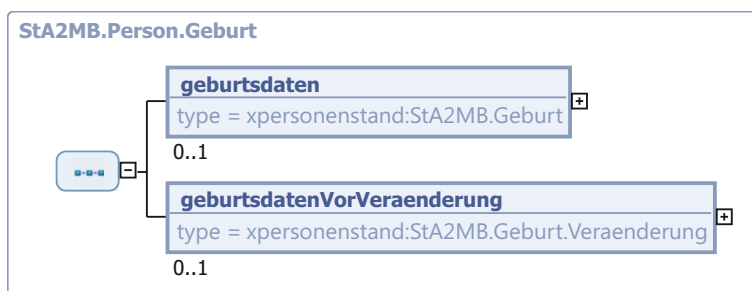 StA2MB.Person.Geburt
geburtsdaten
type = xpersonenstand:StA2MB.Geburt
0..1
geburtsdatenVorVeraenderung
type = xpersonenstand:StA2MB.Geburt.Veraenderung
0..1